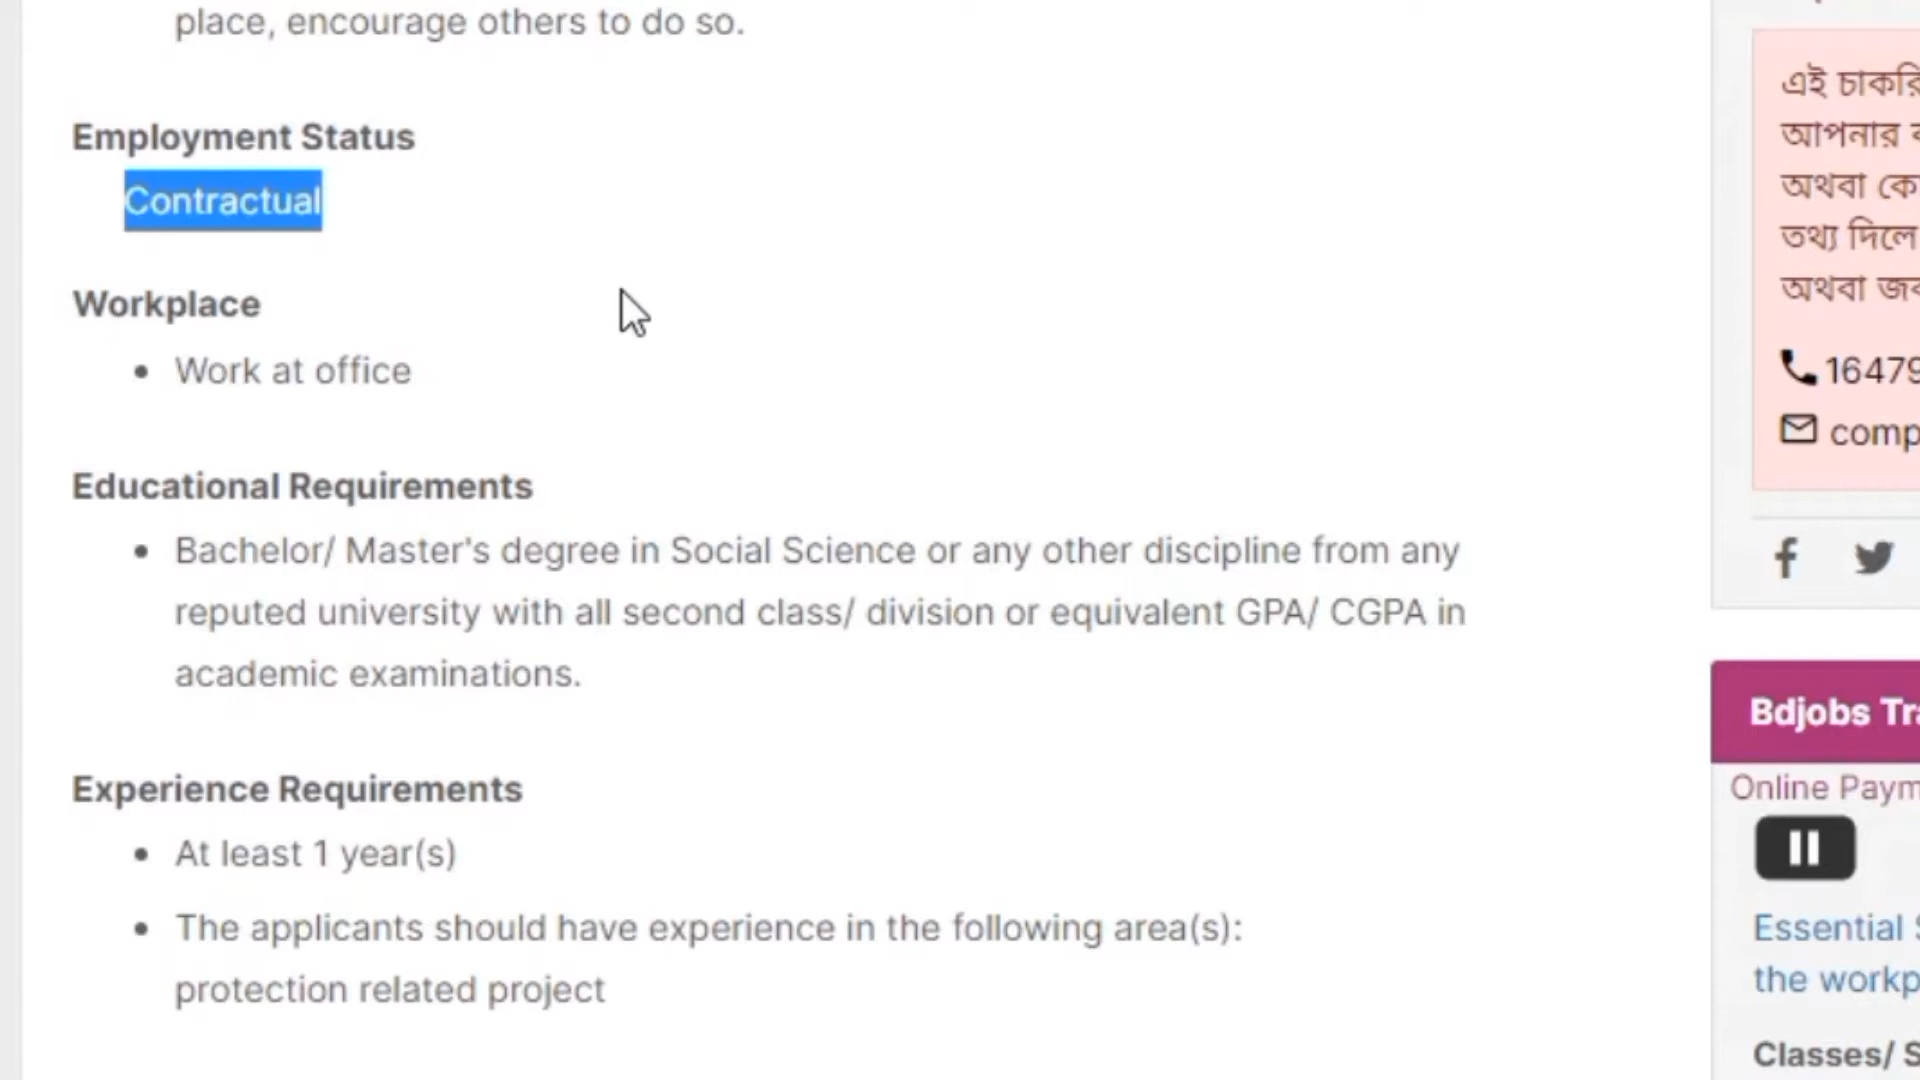 place, encourage others to do so.
Employment Status
Contractual
Workplace
• Work at office
Educational Requirements
• Bachelor/ Master's degree in Social Science or any other discipline from any
reputed university with all second class/ division or equivalent GPA/ CGPA in
academic examinations.
Experience Requirements
• At least 1 year(s)
• The applicants should have experience in the following area(s):
protection related project
এই
আপনার
অথবা
তথ্য দিলে
অথবা
16479
Bdjobs
Online
Essential
the
Classes/